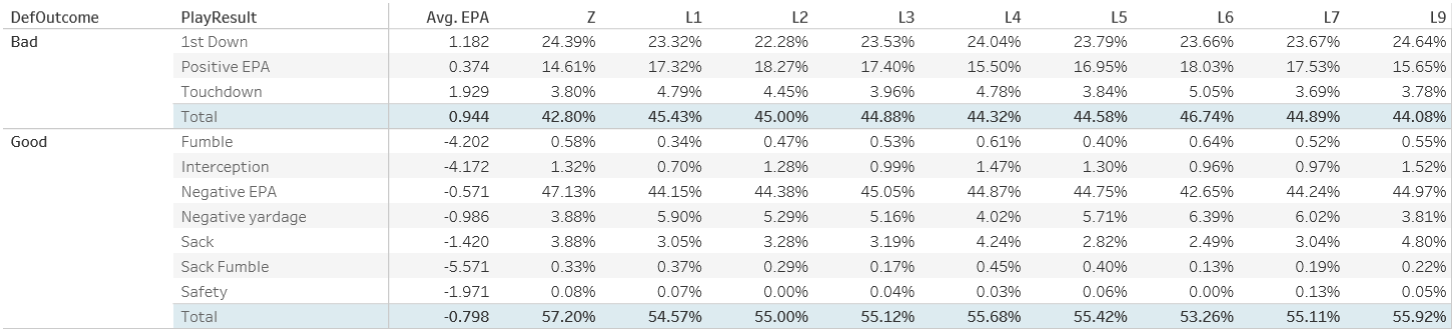 DefOutcome PlayResult Avg. EPA Z L1 L2 L3 L4 L5 L6 L7 L9
Bad 1st Down 1.182 24.39% 23.32% 22.28% 23.53% 24.04% 23.79% 23.66% 23.67% 24.64%
Positive EPA 0.374 14.61% 17.32% 18.27% 17.40% 15.50% 16.95% 18.03% 17.53% 15.65%
Touchdown 1.929 3.80% 4.79% 4.45% 3.96% 4.78% 3.84% 5.05% 3.69% 3.78%
Total 0.944 42.80% 45.43% 45.00% 44.88% 44.32% 44.58% 46.74% 44.89% 44.08%
Good Fumble -4.202 0.58% 0.34% 0.47% 0.53% 0.61% 0.40% 0.64% 0.52% 0.55%
Interception -4.172 1.32% 0.70% 1.28% 0.99% 1.47% 1.30% 0.96% 0.97% 1.52%
Negative EPA -0.571 47.13% 44.15% 44.38% 45.05% 44.87% 44.75% 42.65% 44.24% 44.97%
Negative yardage -0.986 3.88% 5.90% 5.29% 5.16% 4.02% 5.71% 6.39% 6.02% 3.81%
Sack -1.420 3.88% 3.05% 3.28% 3.19% 4.24% 2.82% 2.49% 3.04% 4.80%
Sack Fumble -5.571 0.33% 0.37% 0.29% 0.17% 0.45% 0.40% 0.13% 0.19% 0.22%
Safety -1.971 0.08% 0.07% 0.00% 0.04% 0.03% 0.06% 0.00% 0.13% 0.05%
Total -0.798 57.20% 54.57% 55.00% 55.12% 55.68% 55.42% 53.26% 55.11% 55.92%